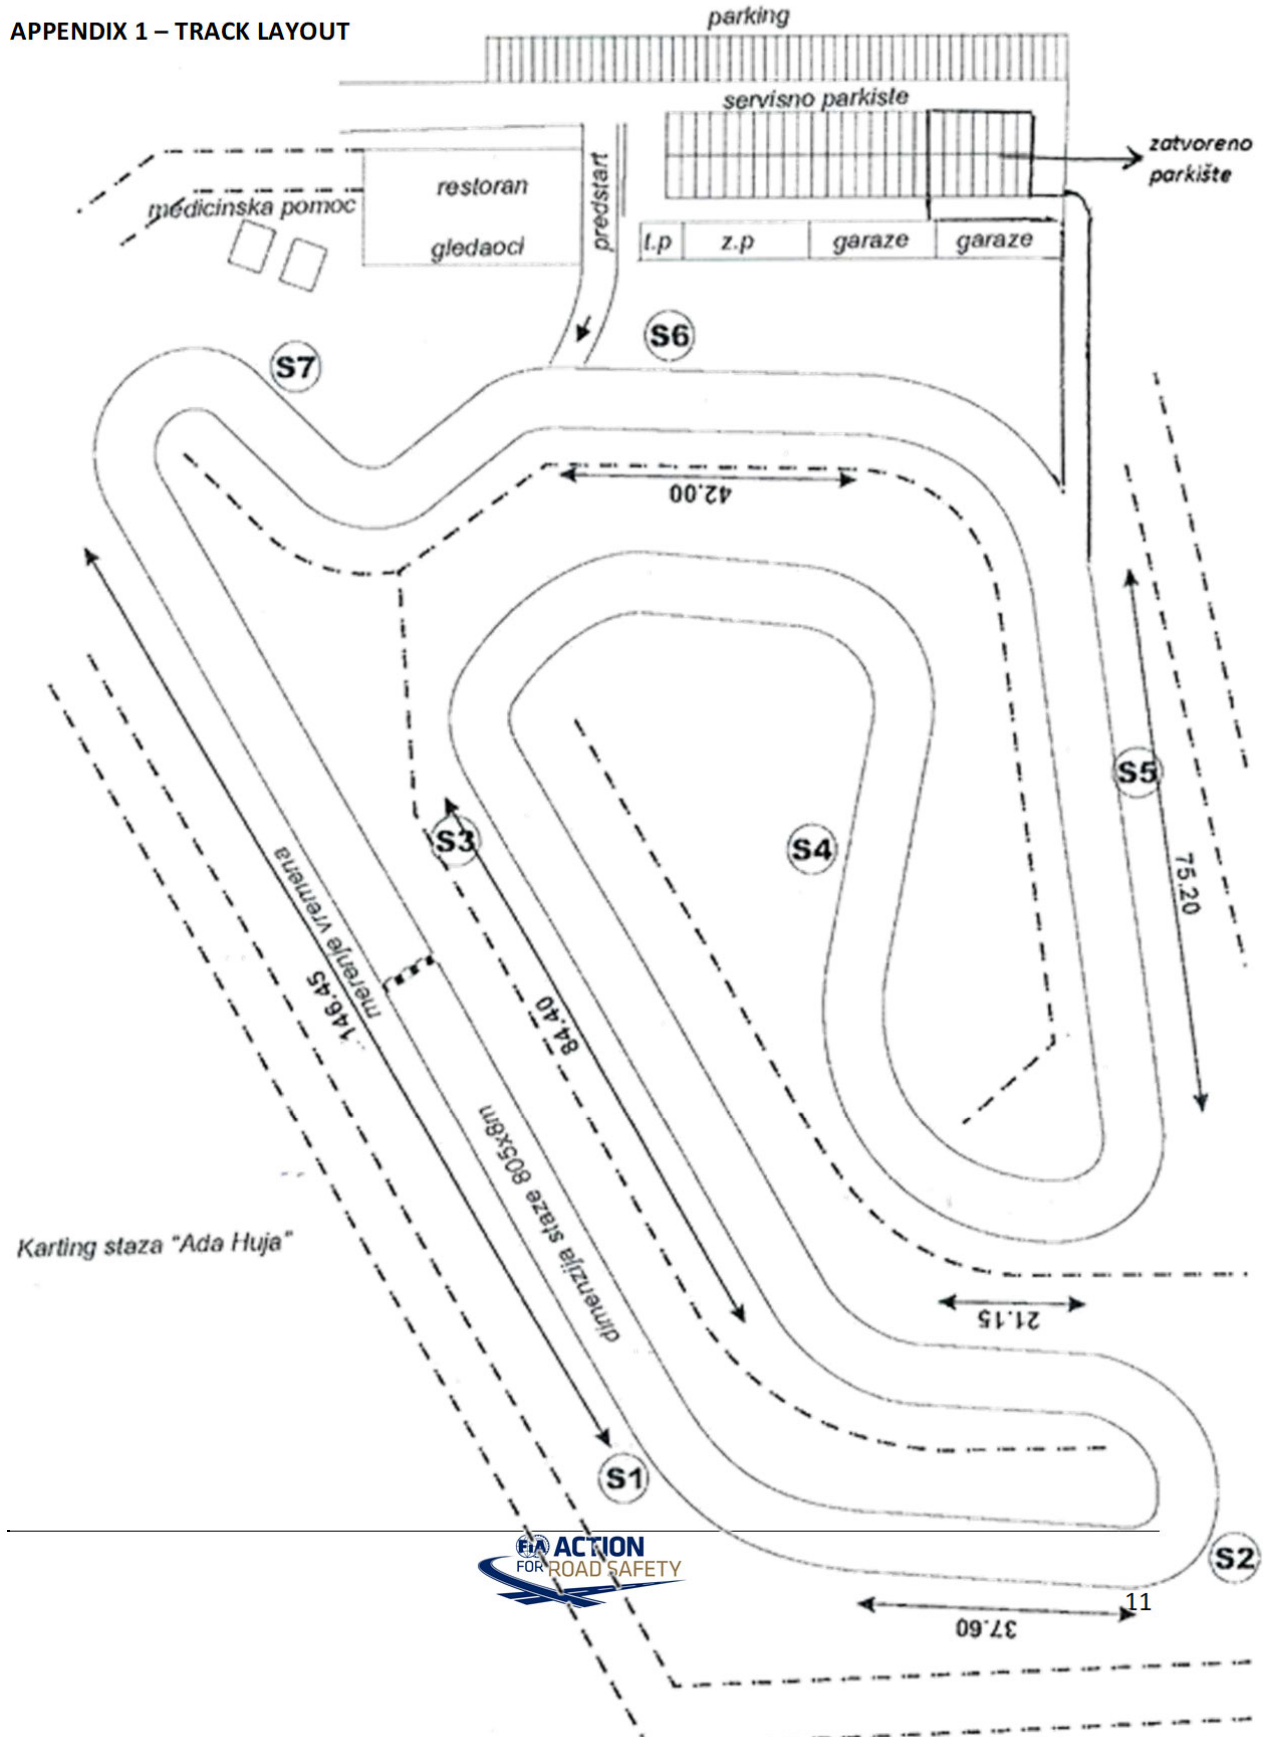 APPENDIX 1 – TRACK LAYOUT
parking
servisno parkiste
zatvoreno
parkište
restoran
predstart
medicinska pomoc
gledaoci
t.p
z.p
garaze
garaze
S6
S7
42.00
S5
S3
S4
75.20
merenje vremena
146.45
84.40
dimenzija staze 805x8m
Karting staza "Ada Huja"
21.15
S1
FiA ACTION
FOR ROAD SAFETY
S2
11
37.60